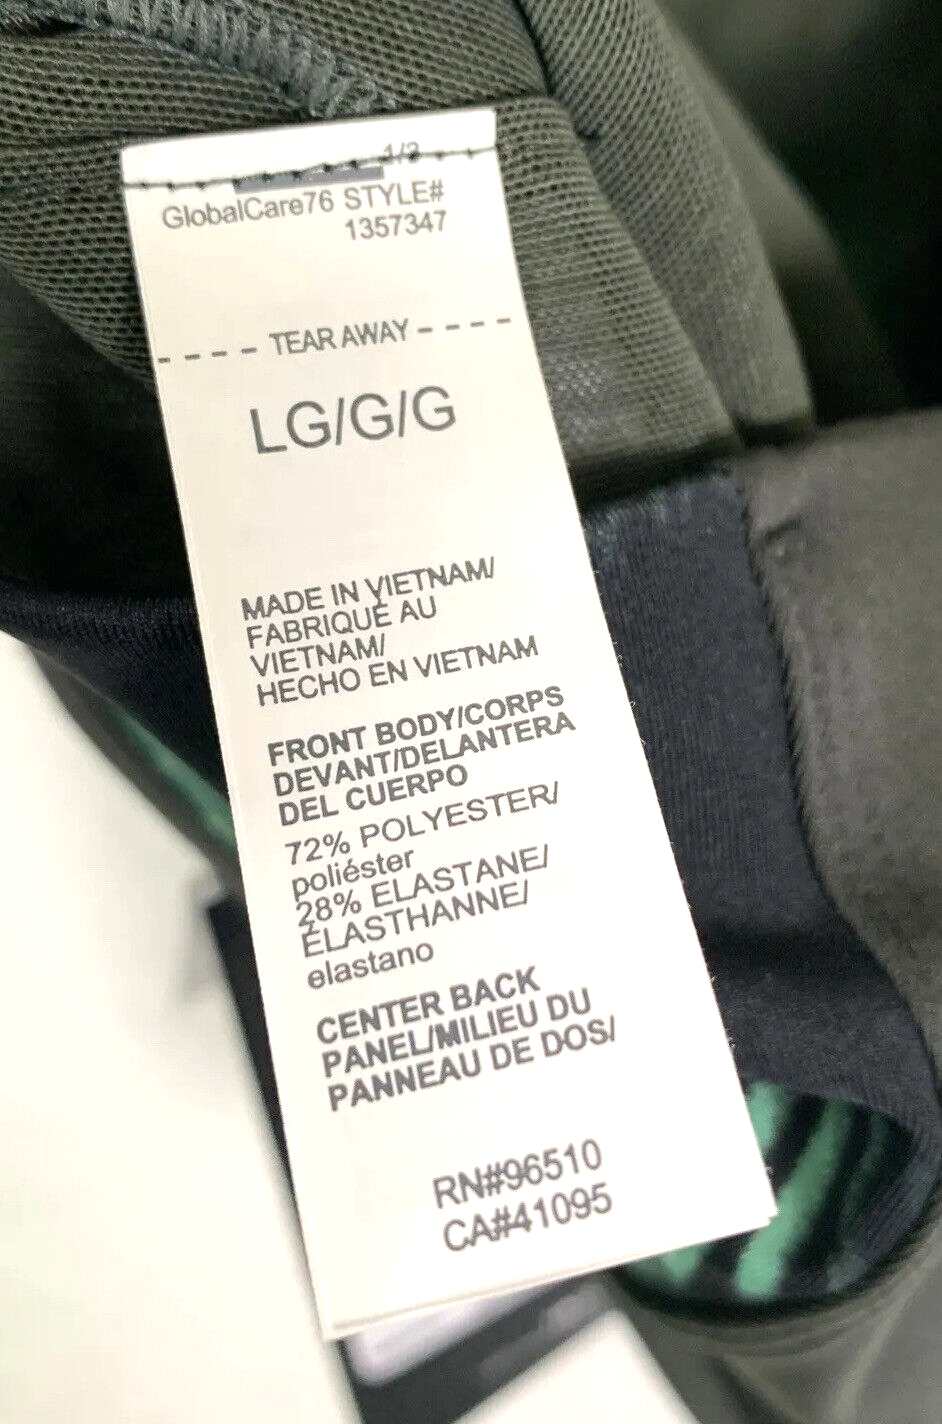 1/3
GlobalCare76 STYLE#
1357347
---- TEAR AWAY ----
LG/G/G
MADE IN VIETNAM/
FABRIQUÉ AU
VIETNAM/
HECHO EN VIETNAM
FRONT BODY/CORPS
DEVANT/DELANTERA
DEL CUERPO
72% POLYESTER/
poliéster
28% ELASTANE/
ÉLASTHANNE/
elastano
CENTER BACK
PANEL/MILIEU DU
PANNEAU DE DOS/
RN#96510
CA#41095